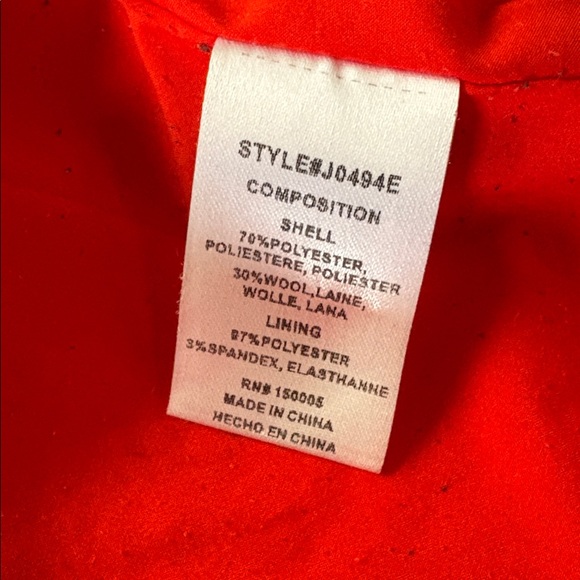 STYLE#J0494E
COMPOSITION
SHELL
70%POLYESTER,
POLIESTERE, POLIESTER
30%WOOL,LAINE,
WOLLE, LANA
LINING
97%POLYESTER
3%SPANDEX, ELASTHANNE
RN# 150005
MADE IN CHINA
HECHO EN CHINA